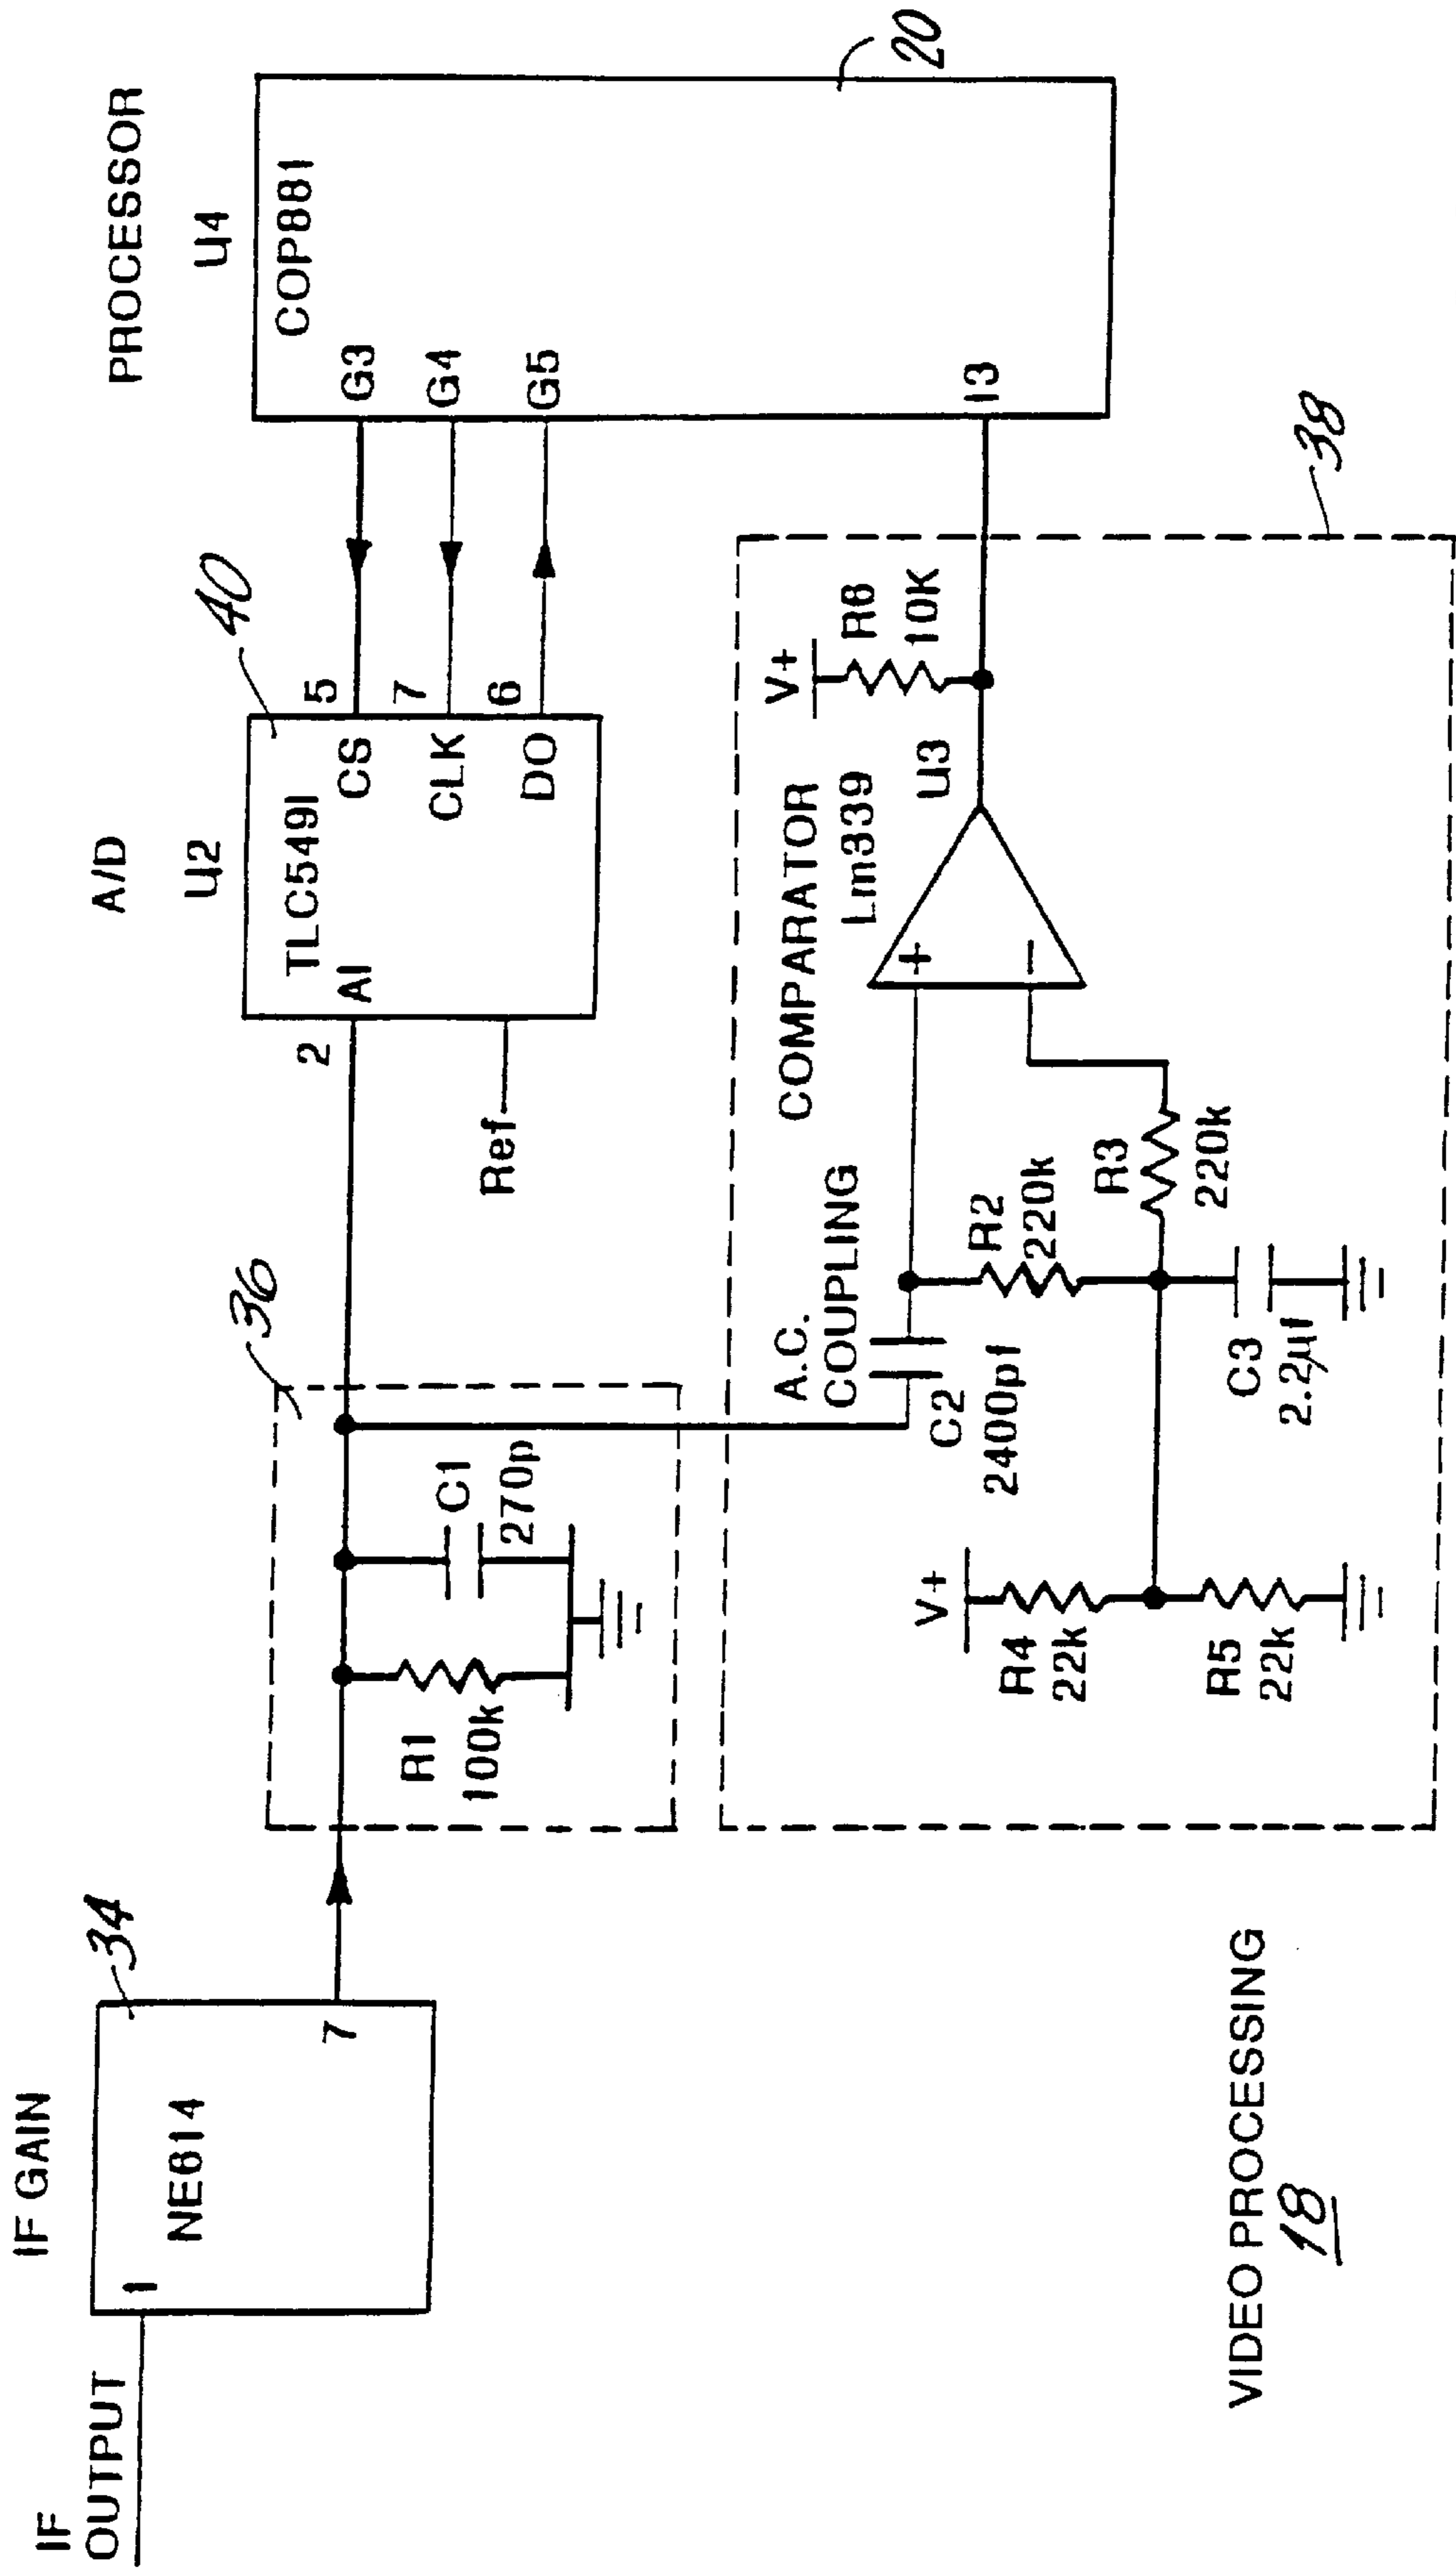 IF GAIN
34
NE614
1
7
IF
OUTPUT
36
R1
100k
C1
270p
A/D
U2
40
TLC549I
2
AI
Ref
CS
5
CLK
7
DO
6
PROCESSOR
U4
COP881
G3
G4
G5
I3
20
38
A.C.
COUPLING
C2
2400pf
COMPARATOR
Lm339
U3
+
−
V+
R6
10K
R2
220k
R3
220k
C3
2.2µf
V+
R4
22k
R5
22k
VIDEO PROCESSING
18